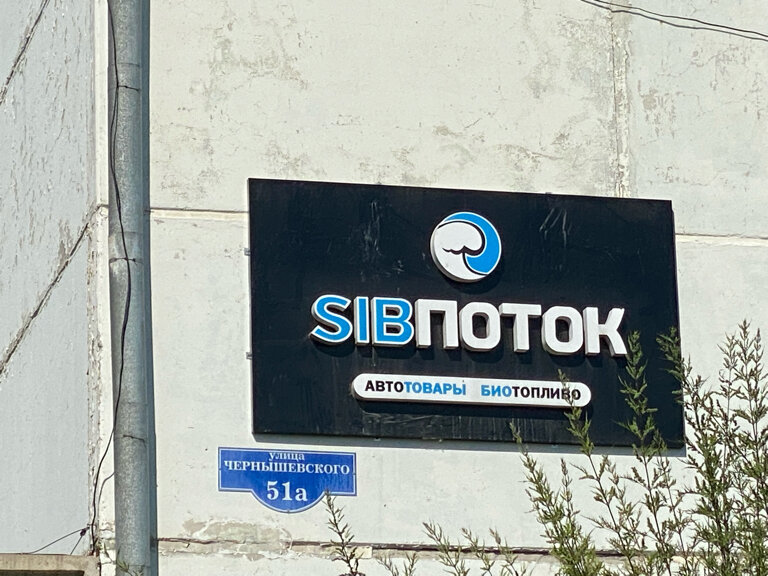 SIBПОТОК
АВТОТОВАРЫ БИОТОПЛИВО
улица
ЧЕРНЫШЕВСКОГО
51а